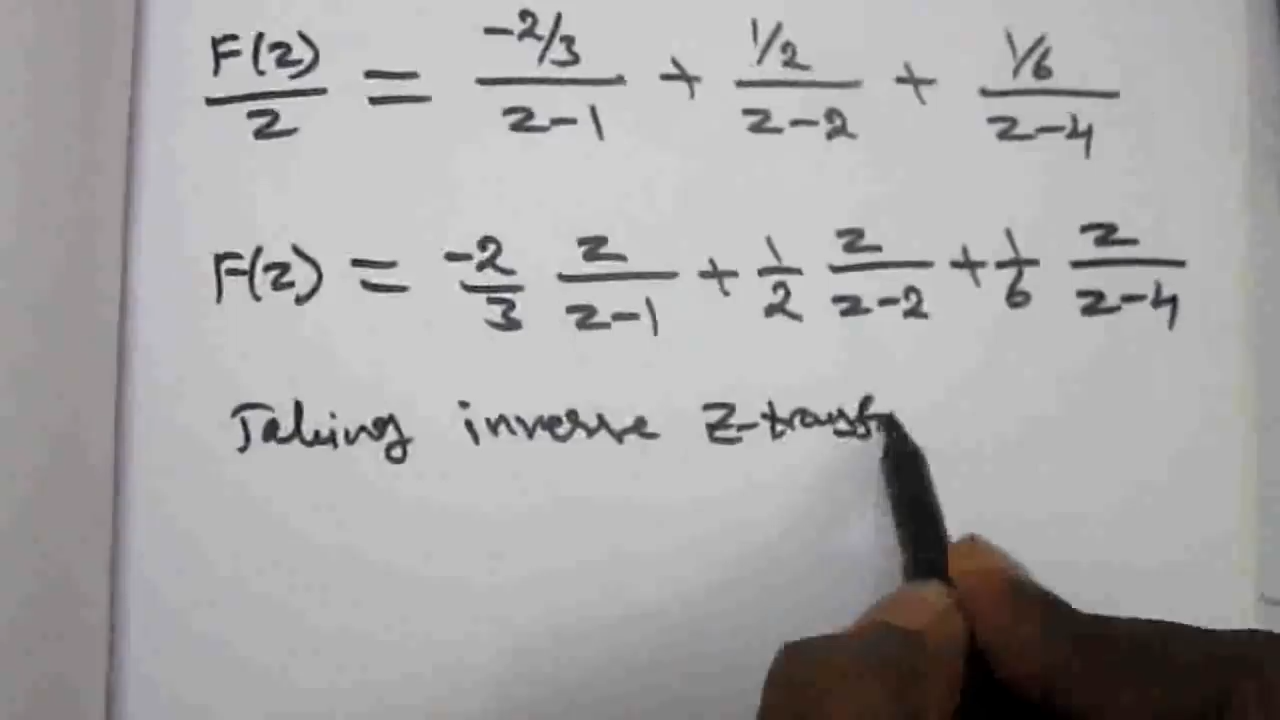 F(z)/z = (-2/3)/(z-1) + (1/2)/(z-2) + (1/6)/(z-4)
F(z) = -2/3 z/(z-1) + 1/2 z/(z-2) + 1/6 z/(z-4)
Taking inverse Z-transf